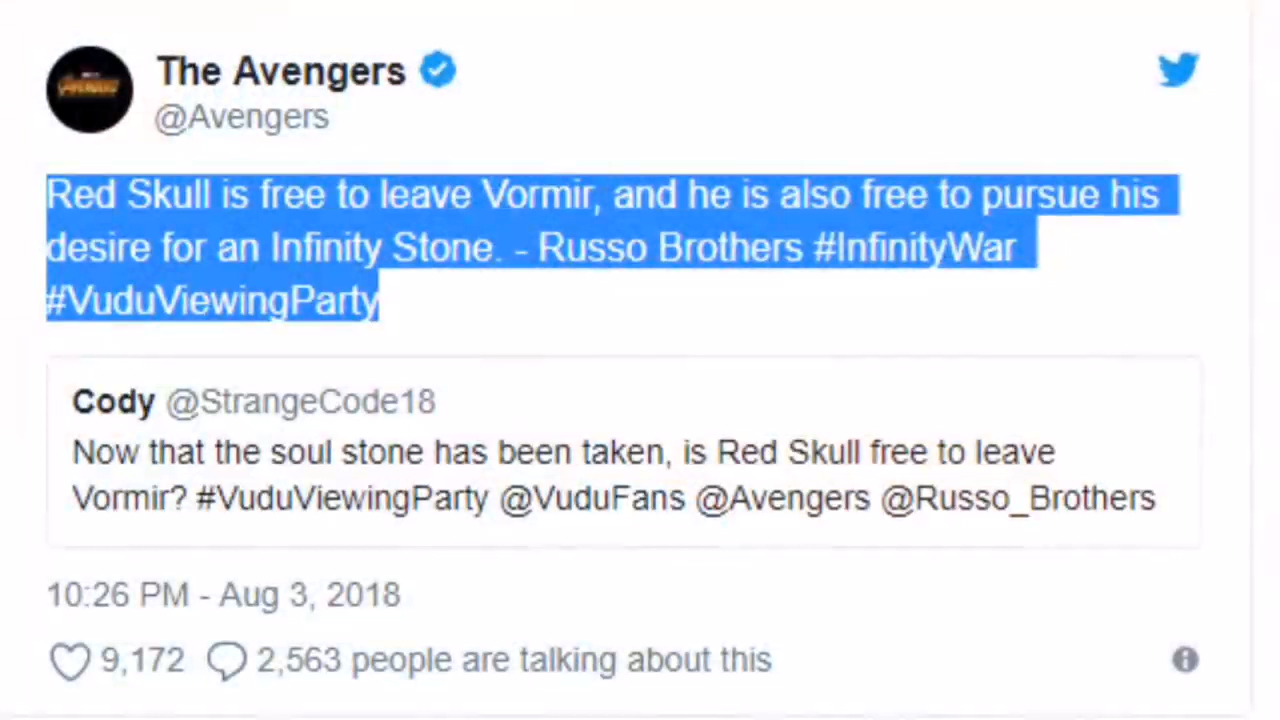 The Avengers
@Avengers
Red Skull is free to leave Vormir, and he is also free to pursue his
desire for an Infinity Stone. - Russo Brothers #InfinityWar
#VuduViewingParty
Cody @StrangeCode18
Now that the soul stone has been taken, is Red Skull free to leave
Vormir? #VuduViewingParty @VuduFans @Avengers @Russo_Brothers
10:26 PM - Aug 3, 2018
9,172 2,563 people are talking about this